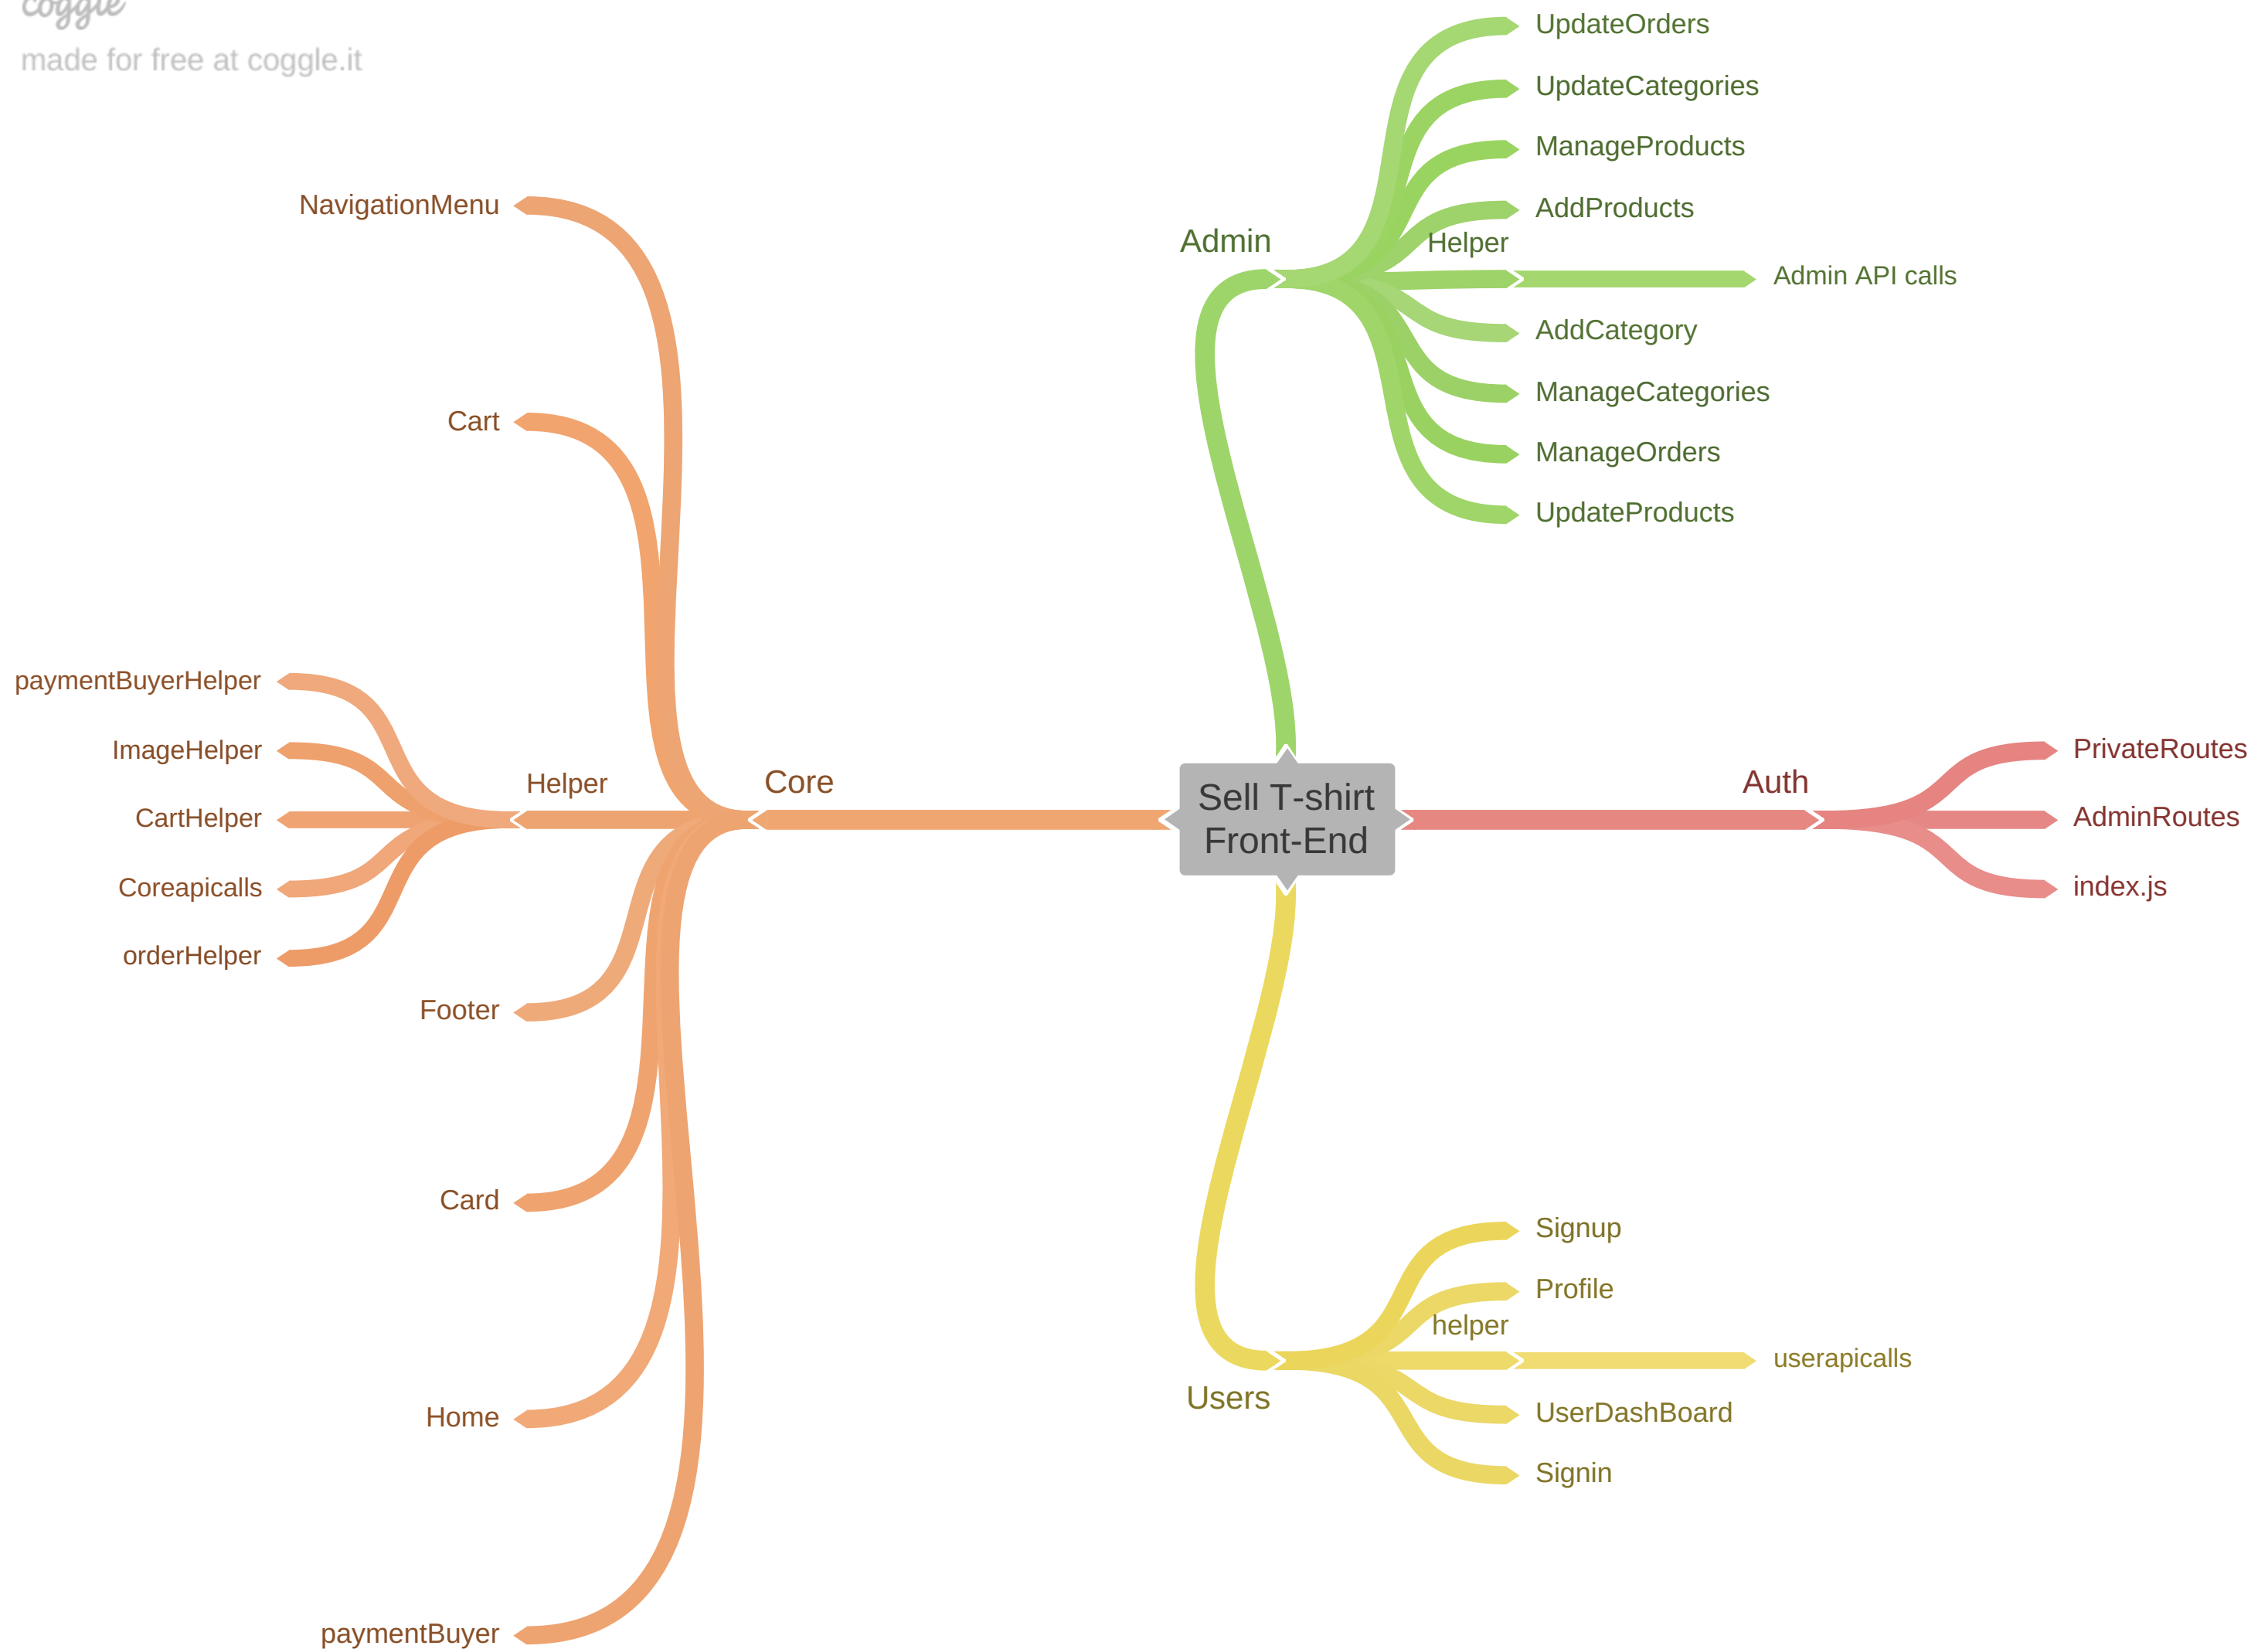 coggle
made for free at coggle.it
UpdateOrders
UpdateCategories
ManageProducts
AddProducts
Admin
Helper
Admin API calls
AddCategory
ManageCategories
ManageOrders
UpdateProducts
NavigationMenu
Cart
paymentBuyerHelper
ImageHelper
CartHelper
Coreapicalls
orderHelper
Helper
Core
Footer
Card
Home
paymentBuyer
Sell T-shirt
Front-End
Auth
PrivateRoutes
AdminRoutes
index.js
Signup
Profile
helper
userapicalls
Users
UserDashBoard
Signin